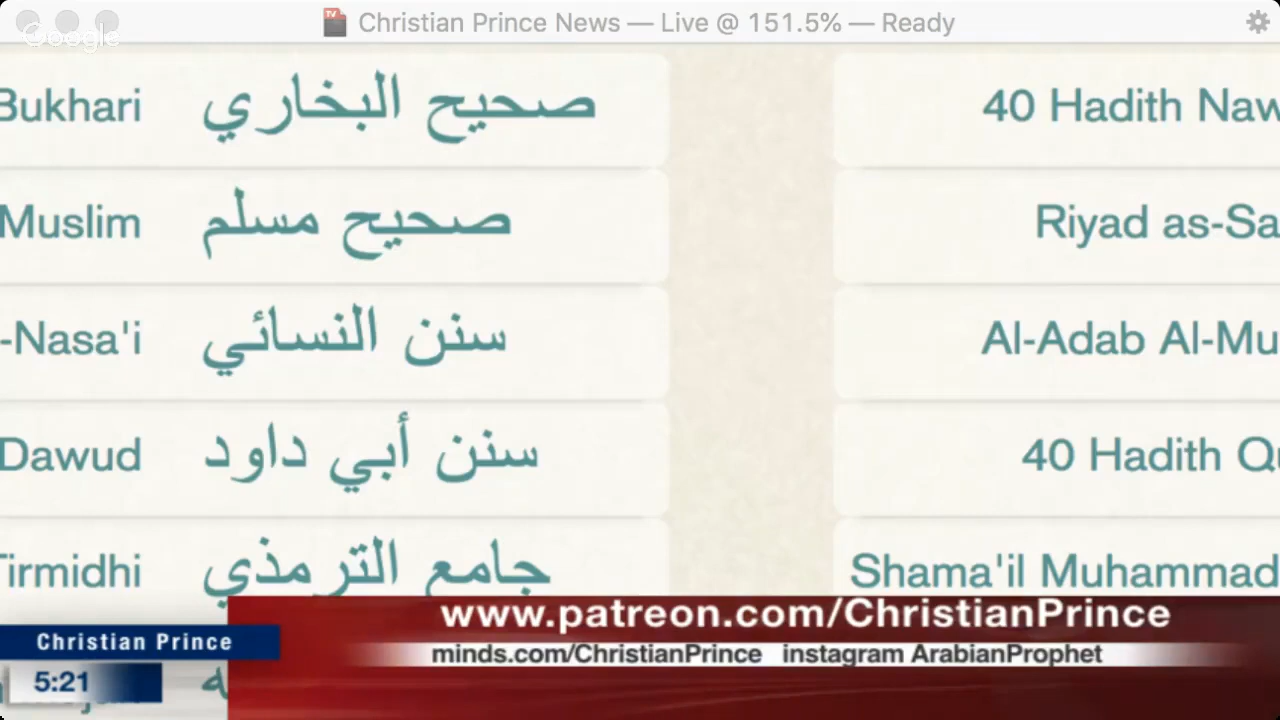 Christian Prince News — Live @ 151.5% — Ready
Google
Bukhari صحيح البخاري
40 Hadith Naw
Muslim صحيح مسلم
Riyad as-Sa
-Nasa'i سنن النسائي
Al-Adab Al-Mu
Dawud سنن أبي داود
40 Hadith Qu
Tirmidhi جامع الترمذي
Shama'il Muhammad
www.patreon.com/ChristianPrince
Christian Prince
minds.com/ChristianPrince instagram ArabianProphet
5:21